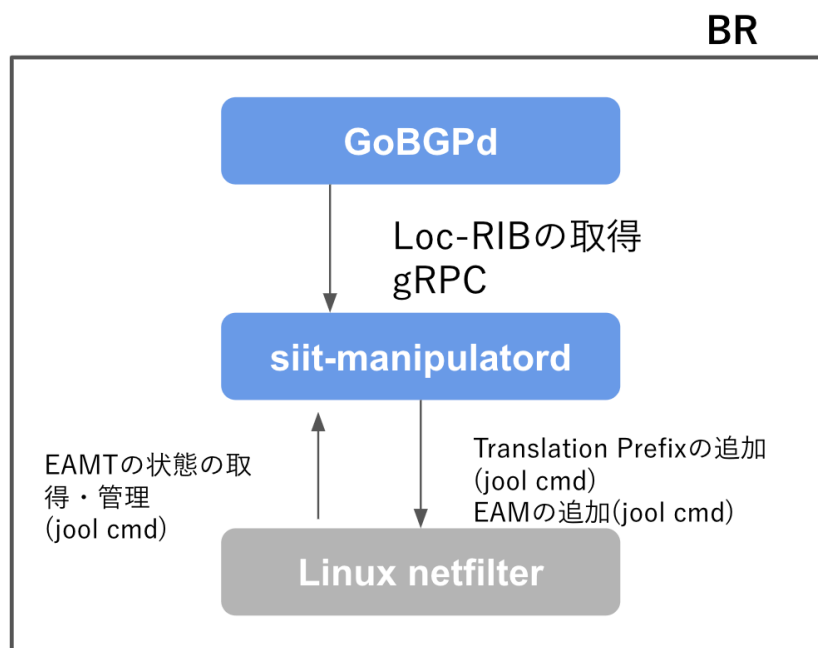 BR
GoBGPd
Loc-RIBの取得
gRPC
siit-manipulatord
EAMTの状態の取
得・管理
(jool cmd)
Translation Prefixの追加
(jool cmd)
EAMの追加(jool cmd)
Linux netfilter